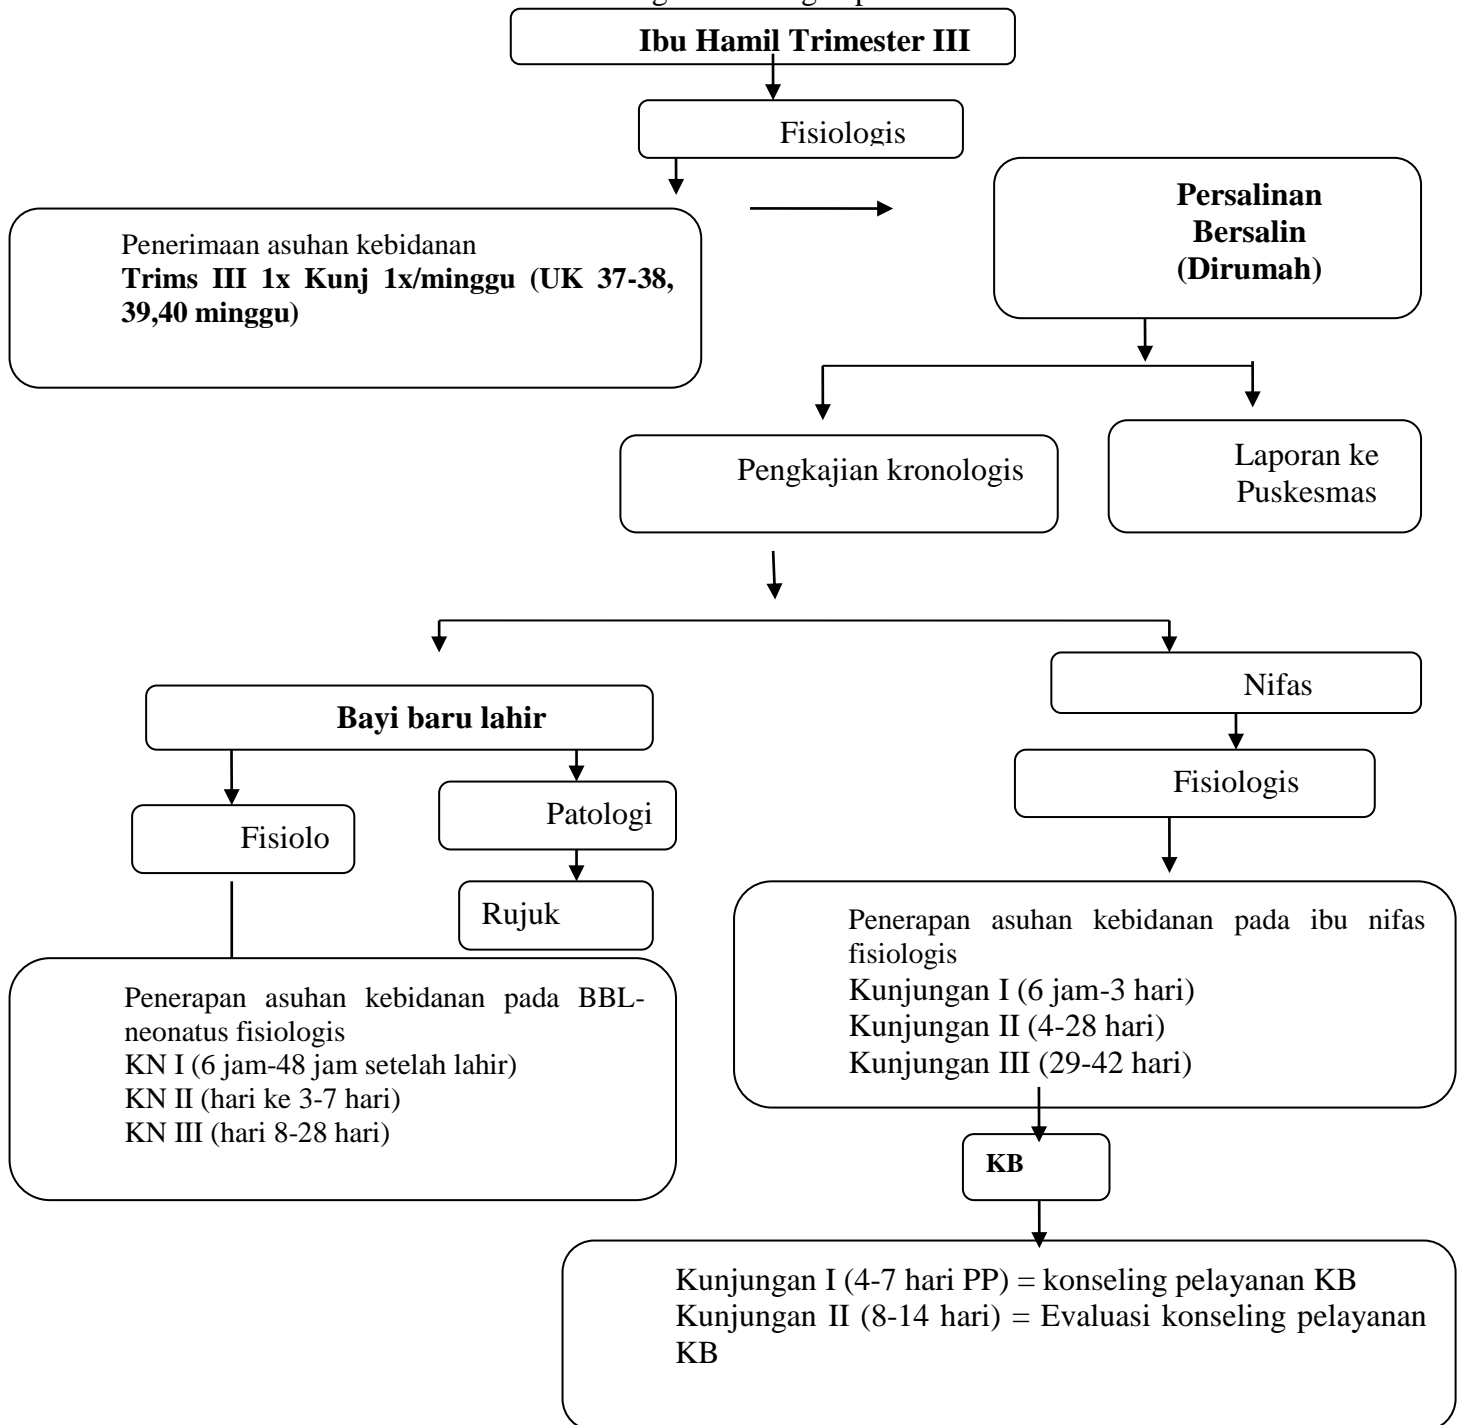 Ibu Hamil Trimester III
Fisiologis
Penerimaan asuhan kebidanan
Trims III 1x Kunj 1x/minggu (UK 37-38,
39,40 minggu)
Persalinan
Bersalin
(Dirumah)
Pengkajian kronologis
Laporan ke
Puskesmas
Bayi baru lahir
Nifas
Fisiologis
Patologi
Fisiolo
Rujuk
Penerapan asuhan kebidanan pada BBL-
neonatus fisiologis
KN I (6 jam-48 jam setelah lahir)
KN II (hari ke 3-7 hari)
KN III (hari 8-28 hari)
Penerapan asuhan kebidanan pada ibu nifas
fisiologis
Kunjungan I (6 jam-3 hari)
Kunjungan II (4-28 hari)
Kunjungan III (29-42 hari)
KB
Kunjungan I (4-7 hari PP) = konseling pelayanan KB
Kunjungan II (8-14 hari) = Evaluasi konseling pelayanan
KB